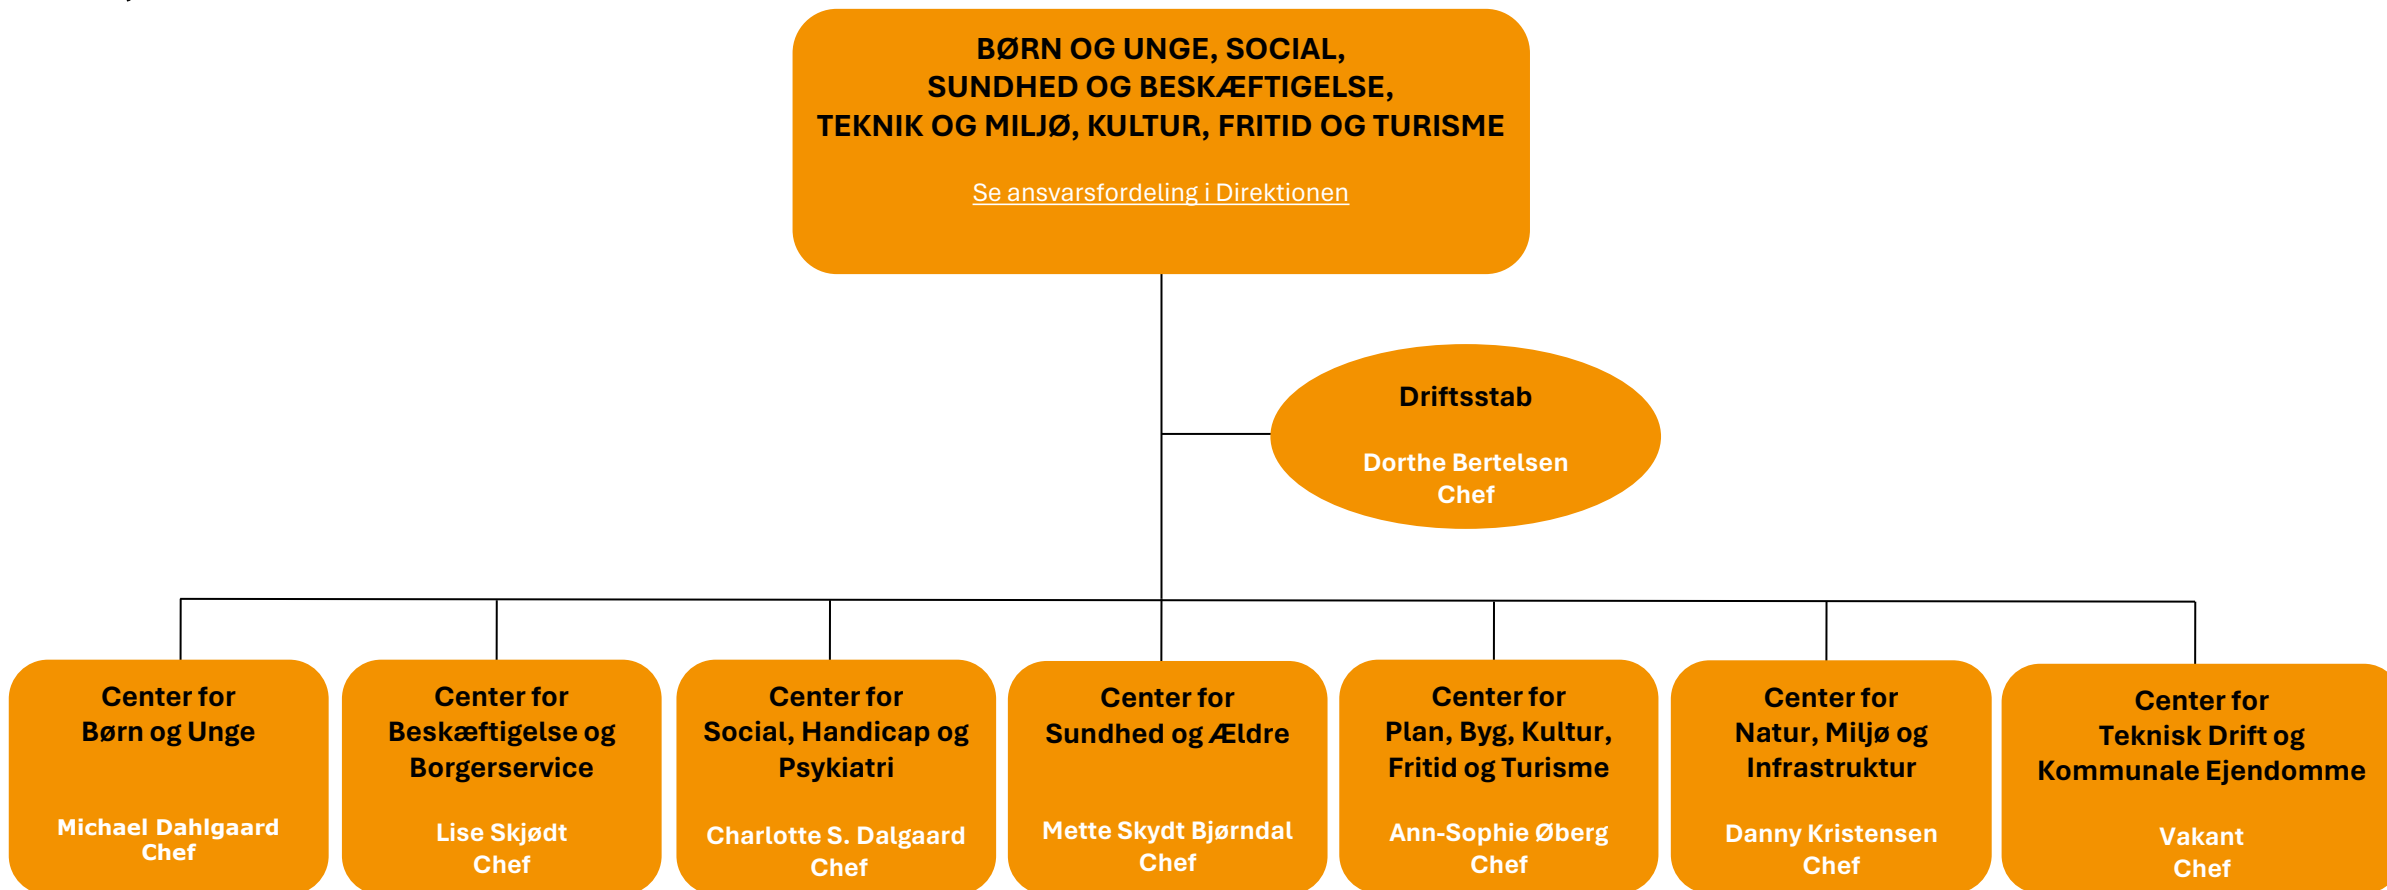 BØRN OG UNGE, SOCIAL,
SUNDHED OG BESKÆFTIGELSE,
TEKNIK OG MILJØ, KULTUR, FRITID OG TURISME
Se ansvarsfordeling i Direktionen
Driftsstab
Dorthe Bertelsen
Chef
Center for
Børn og Unge
Michael Dahlgaard
Chef
Center for
Beskæftigelse og
Borgerservice
Lise Skjødt
Chef
Center for
Social, Handicap og
Psykiatri
Charlotte S. Dalgaard
Chef
Center for
Sundhed og Ældre
Mette Skydt Bjørndal
Chef
Center for
Plan, Byg, Kultur,
Fritid og Turisme
Ann-Sophie Øberg
Chef
Center for
Natur, Miljø og
Infrastruktur
Danny Kristensen
Chef
Center for
Teknisk Drift og
Kommunale Ejendomme
Vakant
Chef